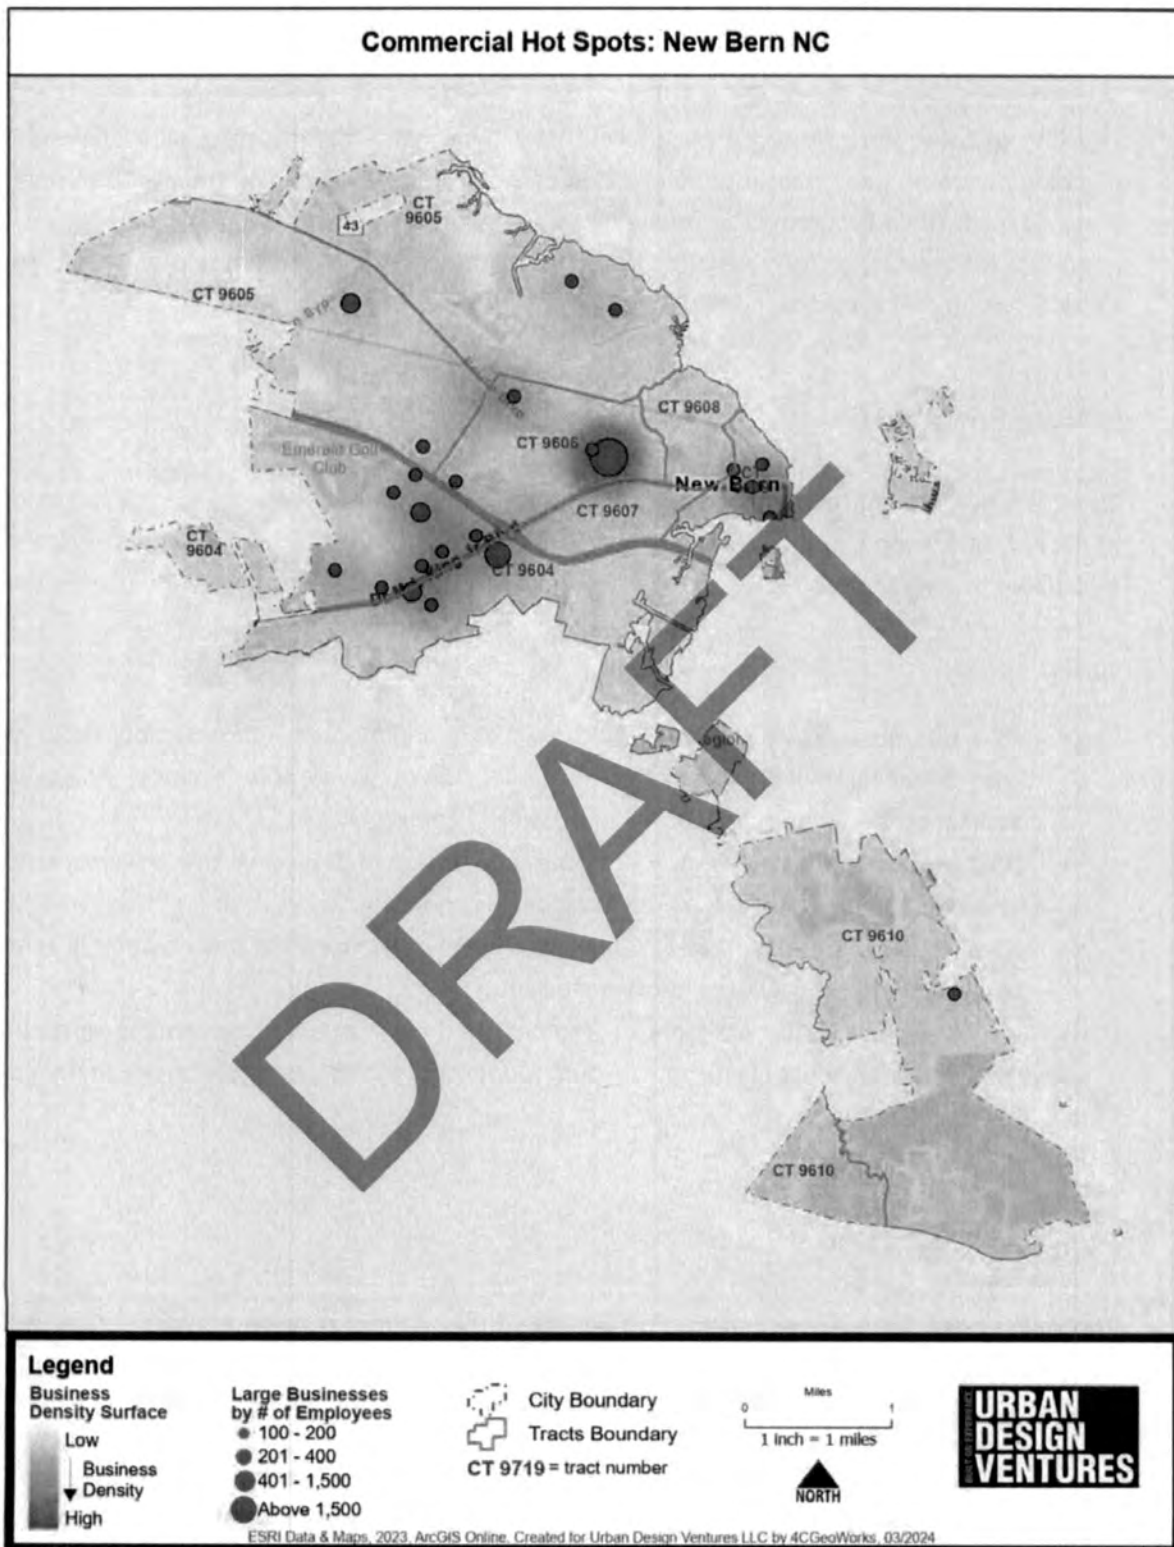 Commercial Hot Spots: New Bern NC
CT
9605
43
CT 9605
CT 9608
CT 9606
Emerald Golf
Club
New Bern
CT
CT 9607
CT
9604
CT 9604
CT 9610
CT 9610
DRAFT
Legend
Business
Density Surface
Low
Business
Density
High
Large Businesses
by # of Employees
100 - 200
201 - 400
401 - 1,500
Above 1,500
City Boundary
Tracts Boundary
CT 9719 = tract number
Miles
0 1
1 inch = 1 miles
NORTH
BUILT ON EXPERIENCE
URBAN
DESIGN
VENTURES
ESRI Data & Maps, 2023, ArcGIS Online. Created for Urban Design Ventures LLC by 4CGeoWorks, 03/2024